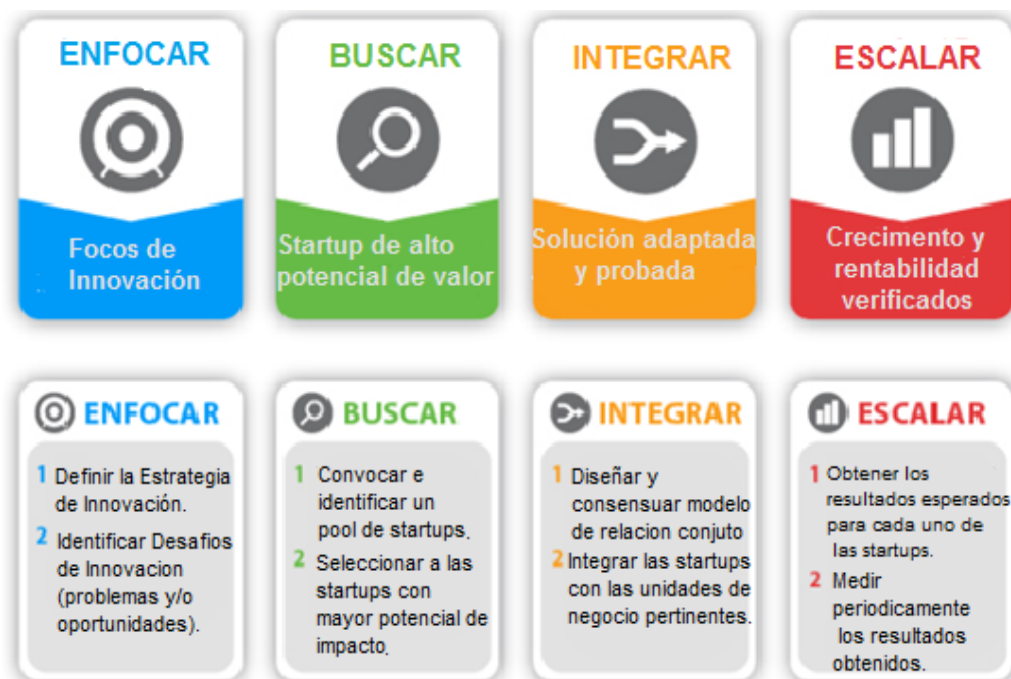 ENFOCAR
Focos de
Innovación
BUSCAR
Startup de alto
potencial de valor
INTEGRAR
Solución adaptada
y probada
ESCALAR
Crecimento y
rentabilidad
verificados
ENFOCAR
1 Definir la Estrategia
de Innovación.
2 Identificar Desafios
de Innovacion
(problemas y/o
oportunidades).
BUSCAR
1 Convocar e
identificar un
pool de startups.
2 Seleccionar a las
startups con
mayor potencial de
impacto.
INTEGRAR
1 Diseñar y
consensuar modelo
de relacion conjuto
2 Integrar las startups
con las unidades de
negocio pertinentes.
ESCALAR
1 Obtener los
resultados esperados
para cada uno de
las startups.
2 Medir
periodicamente
los resultados
obtenidos.